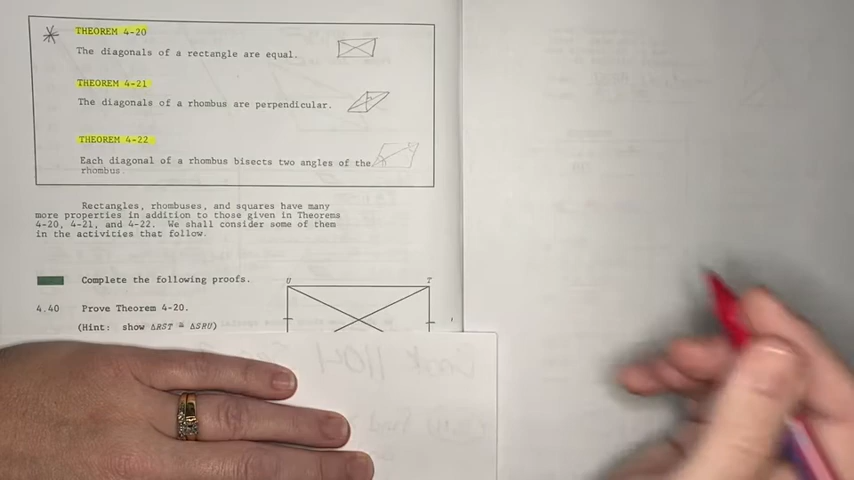 THEOREM 4-20
The diagonals of a rectangle are equal.
THEOREM 4-21
The diagonals of a rhombus are perpendicular.
THEOREM 4-22
Each diagonal of a rhombus bisects two angles of the
rhombus.
Rectangles, rhombuses, and squares have many
more properties in addition to those given in Theorems
4-20, 4-21, and 4-22. We shall consider some of them
in the activities that follow.
Complete the following proofs.
U T
4.40 Prove Theorem 4-20.
(Hint: show △RST ≅ △SRU)